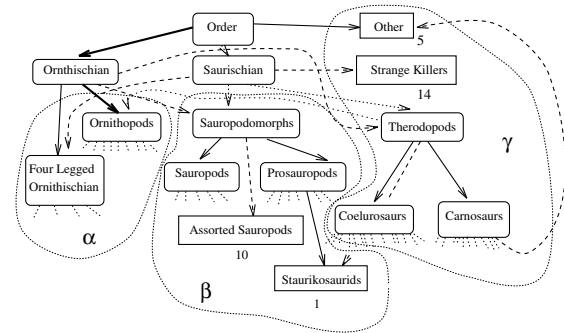 Order
Other
5
Ornthischian
Saurischian
Strange Killers
14
Ornithopods
Sauropodomorphs
Therodopods
γ
Four Legged
Ornithischian
Sauropods
Prosauropods
Coelurosaurs
Carnosaurs
α
Assorted Sauropods
10
β
Staurikosaurids
1